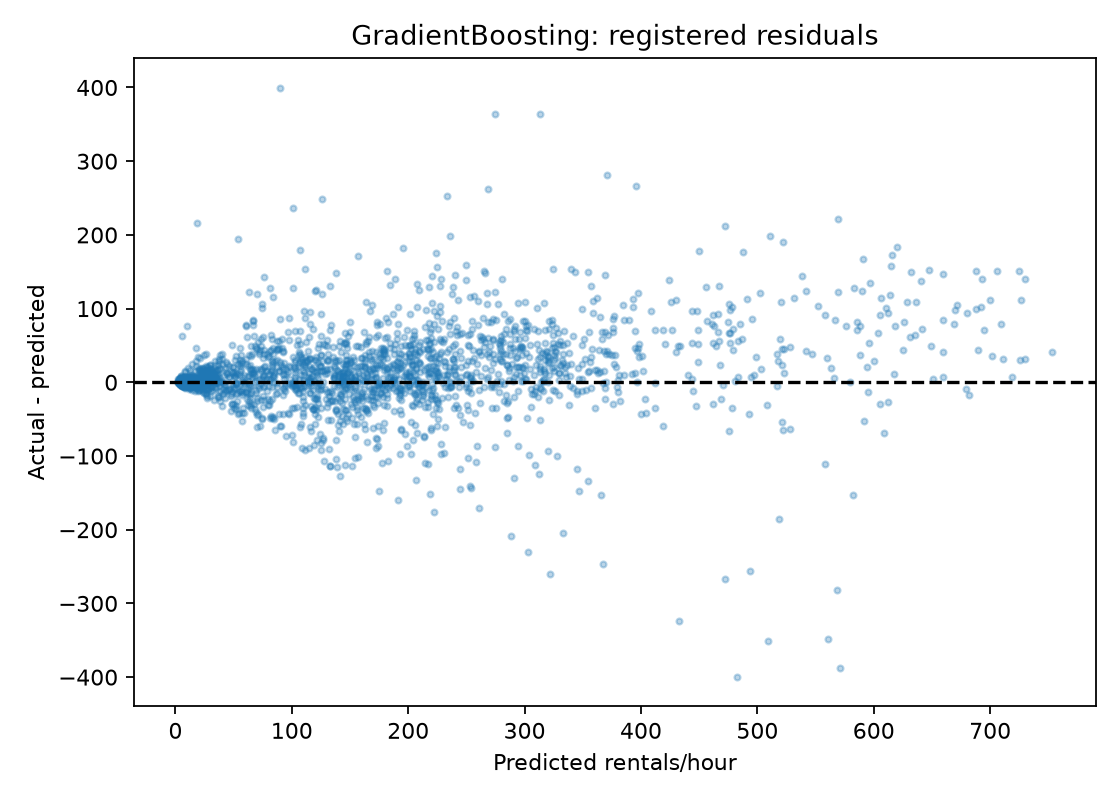 GradientBoosting: registered residuals
Actual - predicted
400
300
200
100
0
−100
−200
−300
−400
0 100 200 300 400 500 600 700
Predicted rentals/hour